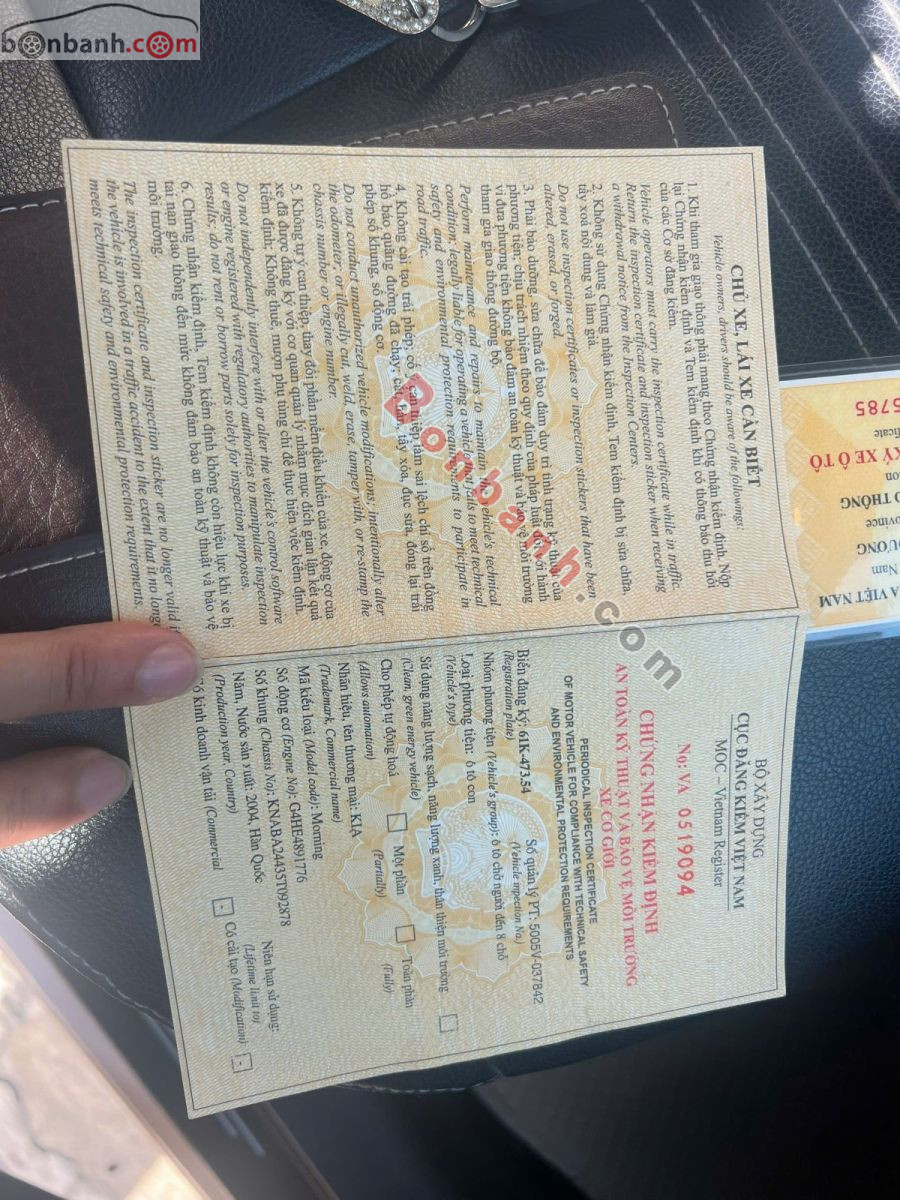 bonbanh.com
CHỦ XE, LÁI XE CẦN BIẾT
Vehicle owners, drivers should be aware of the followings:
1. Khi tham gia giao thông phải mang theo Chứng nhận kiểm định. Nộp
lại Chứng nhận kiểm định và Tem kiểm định khi có thông báo thu hồi
của các Cơ sở đăng kiểm.
Vehicle operators must carry the inspection certificate while in traffic.
Return the inspection certificate and inspection sticker when receiving
a withdrawal notice from the Inspection Centers.
2. Không sử dụng Chứng nhận kiểm định, Tem kiểm định bị sửa chữa,
tẩy xoá nội dung và làm giả.
Do not use inspection certificates or inspection stickers that have been
altered, erased, or forged.
3. Phải bảo dưỡng, sửa chữa để bảo đảm duy trì tình trạng kỹ thuật của
phương tiện; chịu trách nhiệm theo quy định của pháp luật đối với hành
vi đưa phương tiện không bảo đảm an toàn kỹ thuật và bảo vệ môi trường
tham gia giao thông đường bộ.
Perform maintenance and repairs to maintain the vehicle's technical
condition; legally liable for operating a vehicle that fails to meet technical
safety and environmental protection requirements to participate in
road traffic.
4. Không cải tạo trái phép, cố ý can thiệp làm sai lệch chỉ số trên đồng
hồ báo quãng đường đã chạy; cắt, hàn, tẩy xoá, đục sửa, đóng lại trái
phép số khung, số động cơ.
Do not conduct unauthorized vehicle modifications; intentionally alter
the odometer; or illegally cut, weld, erase, tamper with, or re-stamp the
chassis number or engine number.
5. Không tự ý can thiệp, thay đổi phần mềm điều khiển của xe, động cơ của
xe đã được đăng ký với cơ quan quản lý nhằm mục đích gian lận kết quả
kiểm định; Không thuê, mượn phụ tùng chỉ để thực hiện việc kiểm định.
Do not independently interfere with or alter the vehicle's control software
or engine registered with regulatory authorities to manipulate inspection
results; do not rent or borrow parts solely for inspection purposes.
6. Chứng nhận kiểm định, Tem kiểm định không còn hiệu lực khi xe bị
tai nạn giao thông đến mức không đảm bảo an toàn kỹ thuật và bảo vệ
môi trường.
The inspection certificate and inspection sticker are no longer valid if
the vehicle is involved in a traffic accident to the extent that it no longer
meets technical safety and environmental protection requirements.
Bonbanh.com
BỘ XÂY DỰNG
CỤC ĐĂNG KIỂM VIỆT NAM
MOC – Vietnam Register
Nọ: VA 0519094
CHỨNG NHẬN KIỂM ĐỊNH
AN TOÀN KỸ THUẬT VÀ BẢO VỆ MÔI TRƯỜNG
XE CƠ GIỚI
PERIODICAL INSPECTION CERTIFICATE
OF MOTOR VEHICLE FOR COMPLIANCE WITH TECHNICAL SAFETY
AND ENVIRONMENTAL PROTECTION REQUIREMENTS
Biển đăng ký: 61K-473.54 Số quản lý PT: 5005V-037842
(Registration plate) (Vehicle inpection No.)
Nhóm phương tiện (Vehicle's group): ô tô chở người đến 8 chỗ
Loại phương tiện: ô tô con
(Vehicle's type)
Sử dụng năng lượng sạch, năng lượng xanh, thân thiện môi trường
(Clean, green energy vehicle)
Cho phép tự động hoá Một phần Toàn phần
(Allows automation) (Partially) (Fully)
Nhãn hiệu, tên thương mại: KIA
(Trademark, Commercial name)
Mã kiểu loại (Model code): Morning
Số động cơ (Engine No): G4HE4891776
Số khung (Chassis No): KNABA24435T092878
Năm, Nước sản xuất: 2004, Hàn Quốc Niên hạn sử dụng:
(Production year, Country) (Lifetime limit to)
kinh doanh vận tải (Commercial - Có cải tạo (Modification) -
A VIỆT NAM
Nam
ƯƠNG
ovince
THÔNG
KÝ XE Ô TÔ
5785